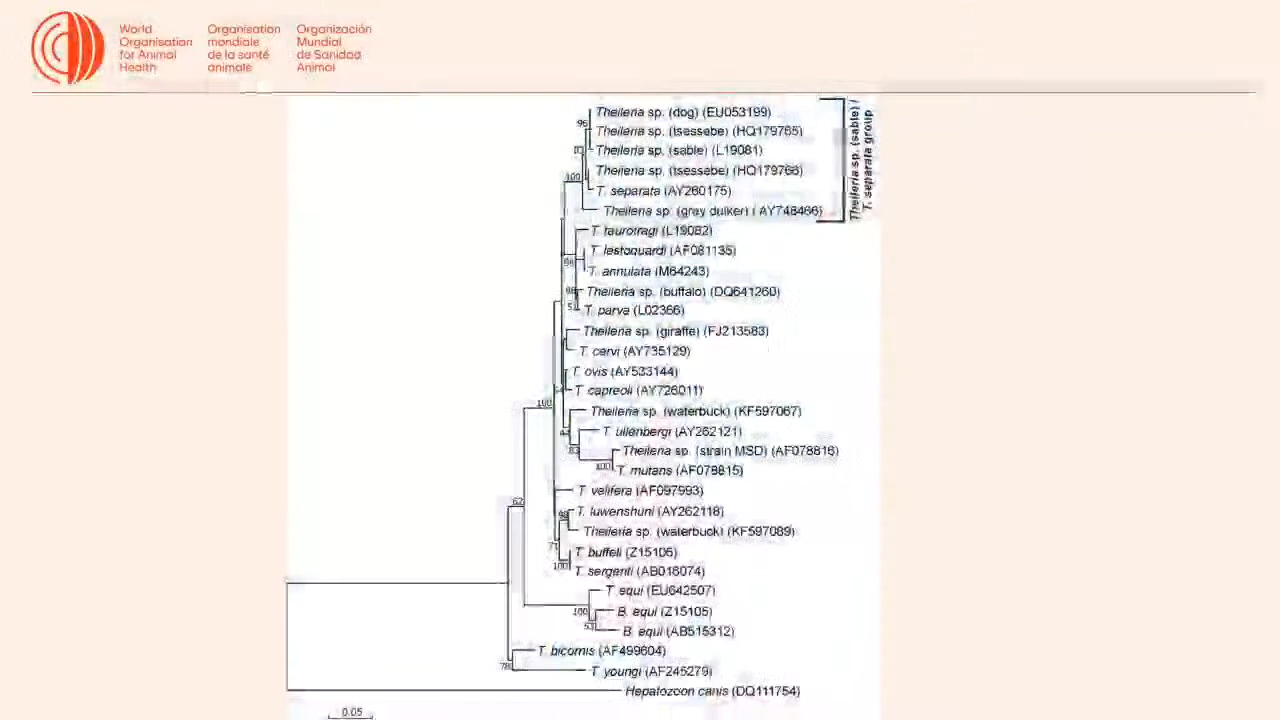 World
Organisation
for Animal
Health
Organisation
mondiale
de la santé
animale
Organización
Mundial
de Sanidad
Animal
Theileria sp. (dog) (EU053199)
96
Theileria sp. (tsessebe) (HQ179765)
Theileria sp. (sable) (L19081)
Theileria sp. (tsessebe) (HQ179766)
100
T. separata (AY260175)
Theileria sp. (grey duiker) (AY748466)
Theileria sp. (sable) /
T. separata group
T. taurotragi (L19082)
T. lestoquardi (AF081135)
T. annulata (M64243)
Theileria sp. (buffalo) (DQ641260)
T. parva (L02366)
Theileria sp. (giraffe) (FJ213583)
T. cervi (AY735129)
T. ovis (AY533144)
T. capreoli (AY726011)
100
Theileria sp. (waterbuck) (KF597067)
T. uilenbergi (AY262121)
Theileria sp. (strain MSD) (AF078816)
100
T. mutans (AF078815)
T. velifera (AF097993)
62
T. luwenshuni (AY262118)
Theileria sp. (waterbuck) (KF597089)
71
T. buffeli (Z15106)
100
T. sergenti (AB016074)
T. equi (EU642507)
100
B. equi (Z15105)
53
B. equi (AB515312)
T. bicornis (AF499604)
78
T. youngi (AF245279)
Hepatozoon canis (DQ111754)
0.05